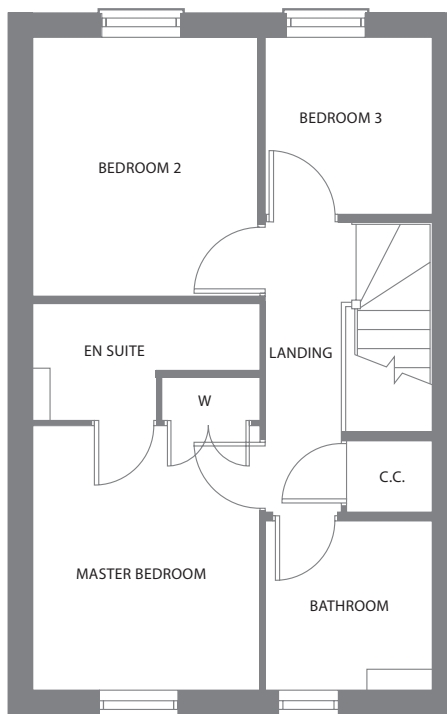 BEDROOM 3
BEDROOM 2
EN SUITE
LANDING
W
C.C.
MASTER BEDROOM
BATHROOM